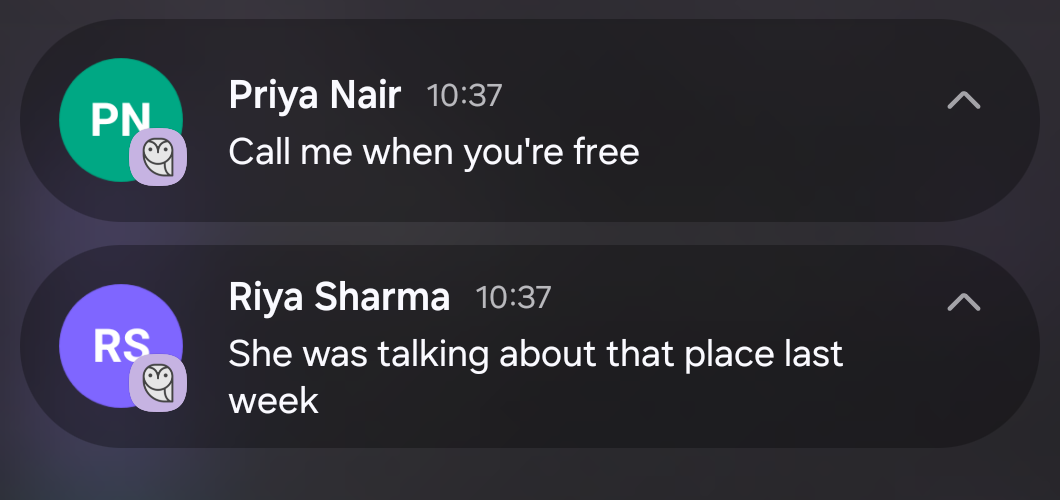 PN
Priya Nair 10:37
Call me when you're free
RS
Riya Sharma 10:37
She was talking about that place last
week